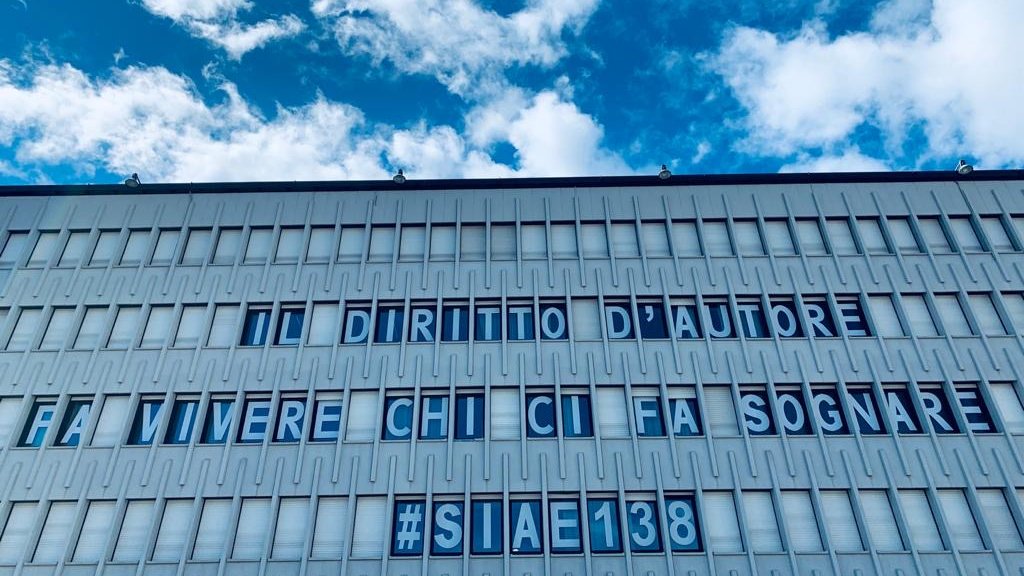 IL DIRITTO D'AUTORE
FA VIVERE CHI CI FA SOGNARE
#SIAE138